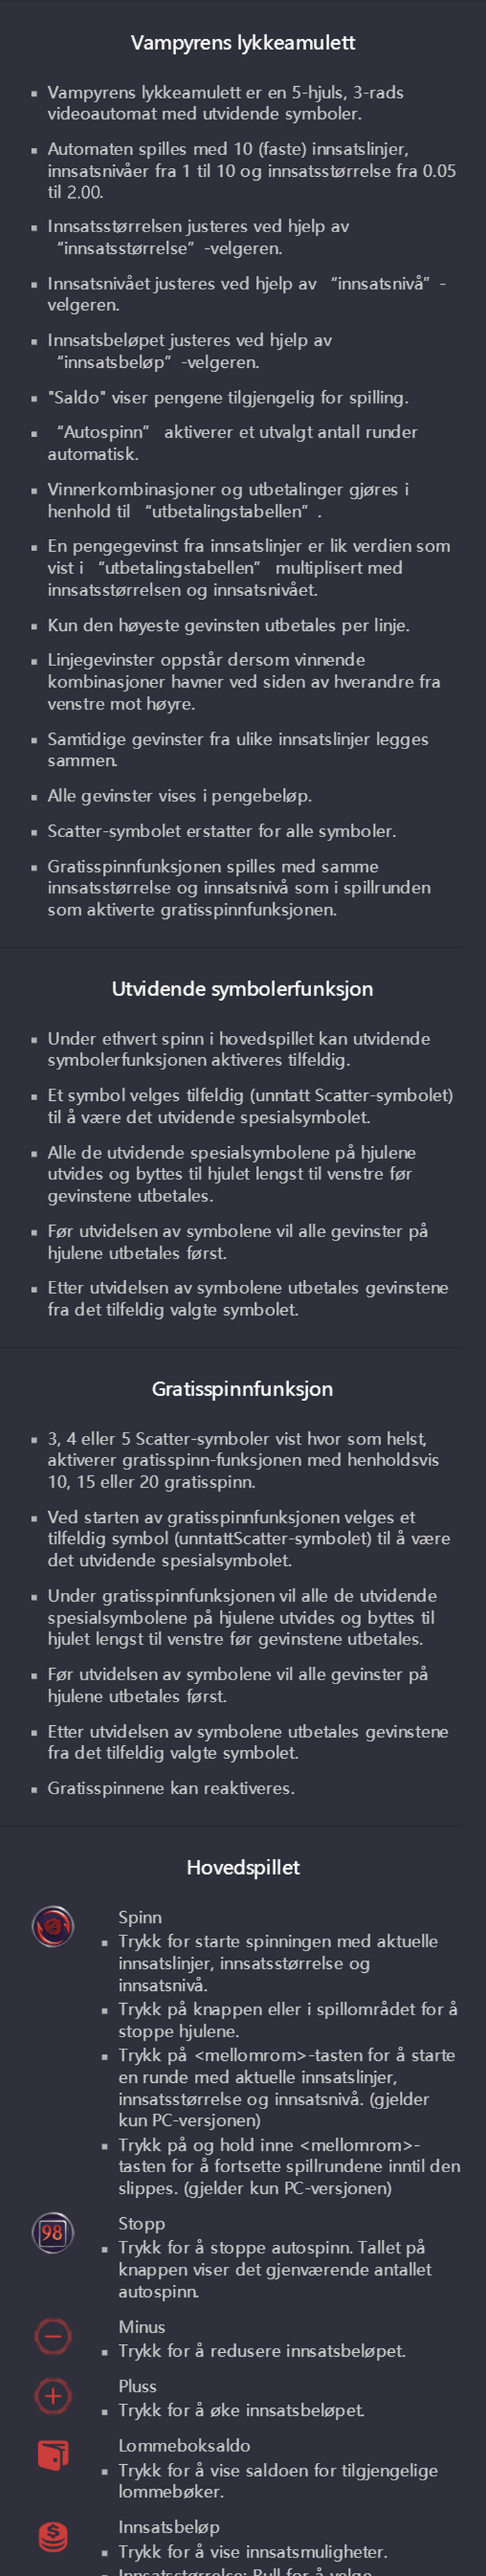 Vampyrens lykkeamulett
▪ Vampyrens lykkeamulett er en 5-hjuls, 3-rads
videoautomat med utvidende symboler.
▪ Automaten spilles med 10 (faste) innsatslinjer,
innsatsnivåer fra 1 til 10 og innsatsstørrelse fra 0.05
til 2.00.
▪ Innsatsstørrelsen justeres ved hjelp av
“innsatsstørrelse” -velgeren.
▪ Innsatsnivået justeres ved hjelp av “innsatsnivå” -
velgeren.
▪ Innsatsbeløpet justeres ved hjelp av
“innsatsbeløp” -velgeren.
▪ "Saldo" viser pengene tilgjengelig for spilling.
▪ “Autospinn” aktiverer et utvalgt antall runder
automatisk.
▪ Vinnerkombinasjoner og utbetalinger gjøres i
henhold til “utbetalingstabellen” .
▪ En pengegevinst fra innsatslinjer er lik verdien som
vist i “utbetalingstabellen” multiplisert med
innsatsstørrelsen og innsatsnivået.
▪ Kun den høyeste gevinsten utbetales per linje.
▪ Linjegevinster oppstår dersom vinnende
kombinasjoner havner ved siden av hverandre fra
venstre mot høyre.
▪ Samtidige gevinster fra ulike innsatslinjer legges
sammen.
▪ Alle gevinster vises i pengebeløp.
▪ Scatter-symbolet erstatter for alle symboler.
▪ Gratisspinnfunksjonen spilles med samme
innsatsstørrelse og innsatsnivå som i spillrunden
som aktiverte gratisspinnfunksjonen.
Utvidende symbolerfunksjon
▪ Under ethvert spinn i hovedspillet kan utvidende
symbolerfunksjonen aktiveres tilfeldig.
▪ Et symbol velges tilfeldig (unntatt Scatter-symbolet)
til å være det utvidende spesialsymbolet.
▪ Alle de utvidende spesialsymbolene på hjulene
utvides og byttes til hjulet lengst til venstre før
gevinstene utbetales.
▪ Før utvidelsen av symbolene vil alle gevinster på
hjulene utbetales først.
▪ Etter utvidelsen av symbolene utbetales gevinstene
fra det tilfeldig valgte symbolet.
Gratisspinnfunksjon
▪ 3, 4 eller 5 Scatter-symboler vist hvor som helst,
aktiverer gratisspinn-funksjonen med henholdsvis
10, 15 eller 20 gratisspinn.
▪ Ved starten av gratisspinnfunksjonen velges et
tilfeldig symbol (unntattScatter-symbolet) til å være
det utvidende spesialsymbolet.
▪ Under gratisspinnfunksjonen vil alle de utvidende
spesialsymbolene på hjulene utvides og byttes til
hjulet lengst til venstre før gevinstene utbetales.
▪ Før utvidelsen av symbolene vil alle gevinster på
hjulene utbetales først.
▪ Etter utvidelsen av symbolene utbetales gevinstene
fra det tilfeldig valgte symbolet.
▪ Gratisspinnene kan reaktiveres.
Hovedspillet
Spinn
▪ Trykk for starte spinningen med aktuelle
innsatslinjer, innsatsstørrelse og
innsatsnivå.
▪ Trykk på knappen eller i spillområdet for å
stoppe hjulene.
▪ Trykk på <mellomrom>-tasten for å starte
en runde med aktuelle innsatslinjer,
innsatsstørrelse og innsatsnivå. (gjelder
kun PC-versjonen)
▪ Trykk på og hold inne <mellomrom>-
tasten for å fortsette spillrundene inntil den
slippes. (gjelder kun PC-versjonen)
98 Stopp
▪ Trykk for å stoppe autospinn. Tallet på
knappen viser det gjenværende antallet
autospinn.
Minus
▪ Trykk for å redusere innsatsbeløpet.
Pluss
▪ Trykk for å øke innsatsbeløpet.
Lommeboksaldo
▪ Trykk for å vise saldoen for tilgjengelige
lommebøker.
Innsatsbeløp
▪ Trykk for å vise innsatsmuligheter.